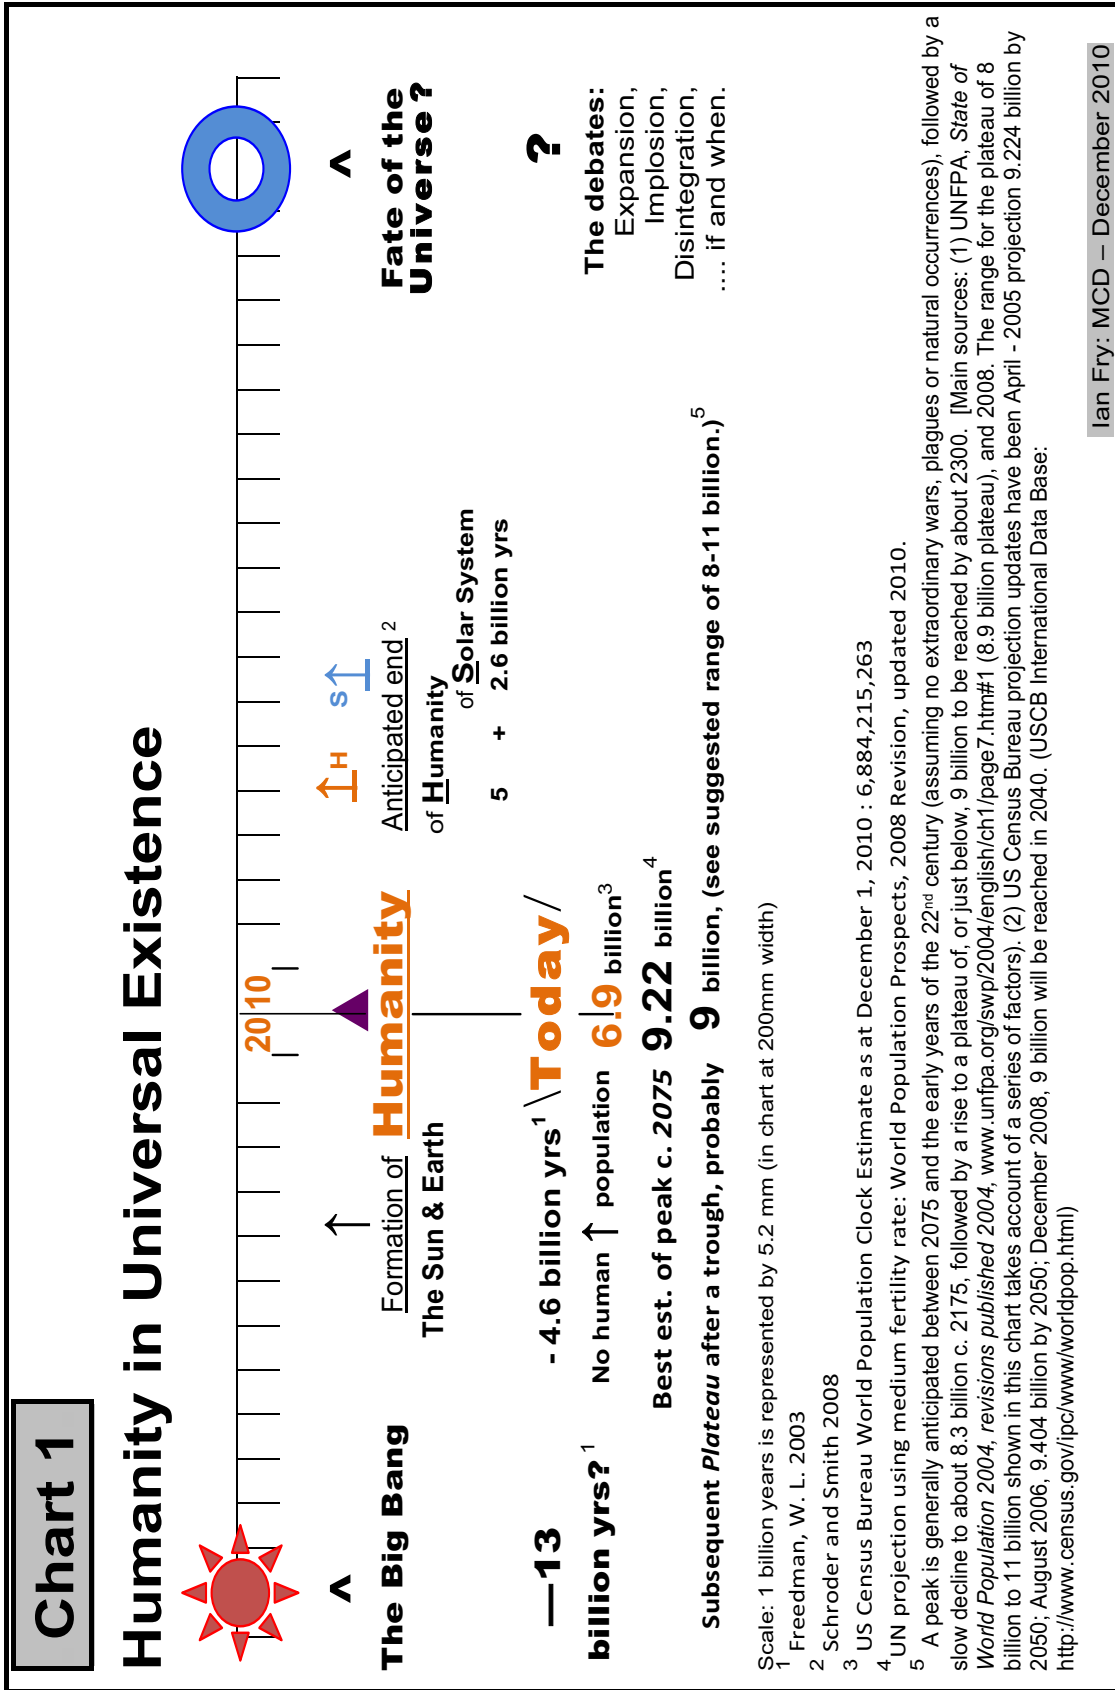 Chart 1
Humanity in Universal Existence
2010
^
↑
↑H S↑
^
The Big Bang
Formation of Humanity
The Sun & Earth
Anticipated end 2
of Humanity
of Solar System
5 + 2.6 billion yrs
Fate of the
Universe ?
—13
billion yrs? 1
- 4.6 billion yrs1 \Today/
No human ↑ population 6.9 billion3
?
The debates:
Expansion,
Implosion,
Disintegration,
.... if and when.
Best est. of peak c. 2075 9.22 billion4
Subsequent Plateau after a trough, probably 9 billion, (see suggested range of 8-11 billion.)5
Scale: 1 billion years is represented by 5.2 mm (in chart at 200mm width)
1 Freedman, W. L. 2003
2 Schroder and Smith 2008
3 US Census Bureau World Population Clock Estimate as at December 1, 2010 : 6,884,215,263
4 UN projection using medium fertility rate: World Population Prospects, 2008 Revision, updated 2010.
5 A peak is generally anticipated between 2075 and the early years of the 22nd century (assuming no extraordinary wars, plagues or natural occurrences), followed by a
slow decline to about 8.3 billion c. 2175, followed by a rise to a plateau of, or just below, 9 billion to be reached by about 2300. [Main sources: (1) UNFPA, State of
World Population 2004, revisions published 2004, www.unfpa.org/swp/2004/english/ch1/page7.htm#1 (8.9 billion plateau), and 2008. The range for the plateau of 8
billion to 11 billion shown in this chart takes account of a series of factors). (2) US Census Bureau projection updates have been April - 2005 projection 9.224 billion by
2050; August 2006, 9.404 billion by 2050; December 2008, 9 billion will be reached in 2040. (USCB International Data Base:
http://www.census.gov/ipc/www/worldpop.html)
Ian Fry: MCD – December 2010